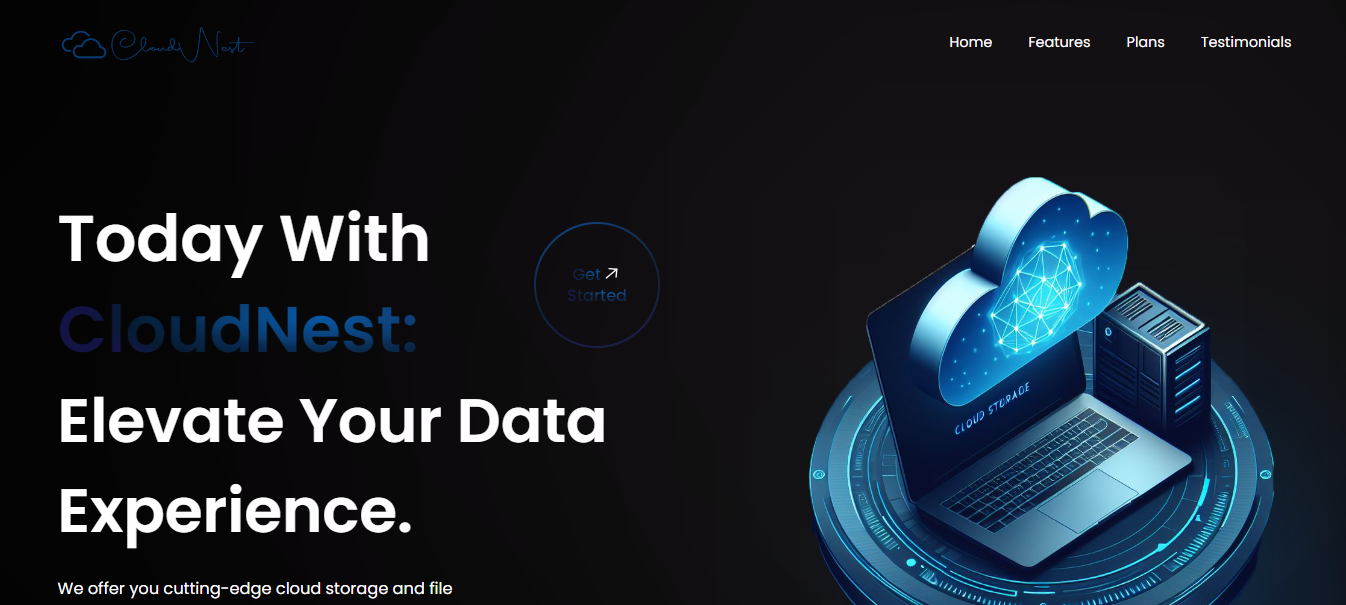 CloudNest
Home Features Plans Testimonials
Today With
CloudNest:
Elevate Your Data
Experience.
Get
Started
We offer you cutting-edge cloud storage and file
CLOUD STORAGE